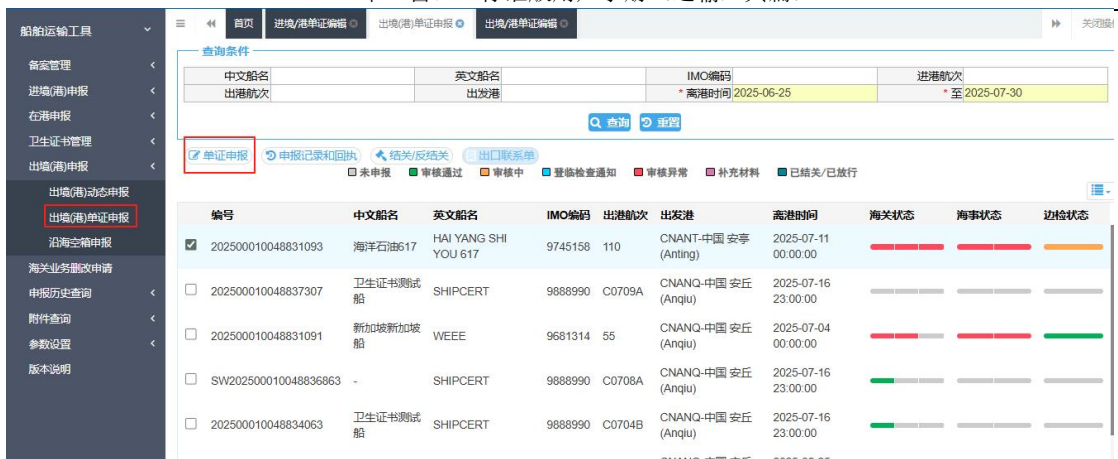 船舶运输工具
首页 进境/港单证编辑 出境(港)单证申报 出境/港单证编辑 关闭操
备案管理
进境(港)申报
在港申报
卫生证书管理
出境(港)申报
出境(港)动态申报
出境(港)单证申报
沿海空箱申报
海关业务删改申请
申报历史查询
附件查询
参数设置
版本说明
查询条件
中文船名 英文船名 IMO编码 进港航次
出港航次 出发港 * 离港时间 2025-06-25 * 至 2025-07-30
查询 重置
单证申报 申报记录和回执 结关/反结关 出口联系单
未申报 审核通过 审核中 登临检查通知 审核异常 补充材料 已结关/已放行
编号 中文船名 英文船名 IMO编码 出港航次 出发港 离港时间 海关状态 海事状态 边检状态
202500010048831093 海洋石油617 HAI YANG SHI YOU 617 9745158 110 CNANT-中国 安亭 (Anting) 2025-07-11 00:00:00
202500010048837307 卫生证书测试船 SHIPCERT 9888990 C0709A CNANQ-中国 安丘 (Anqiu) 2025-07-16 23:00:00
202500010048831091 新加坡新加坡船 WEEE 9681314 55 CNANQ-中国 安丘 (Anqiu) 2025-07-04 00:00:00
SW202500010048836863 - SHIPCERT 9888990 C0708A CNANQ-中国 安丘 (Anqiu) 2025-07-16 23:00:00
202500010048834063 卫生证书测试船 SHIPCERT 9888990 C0704B CNANQ-中国 安丘 (Anqiu) 2025-07-16 23:00:00